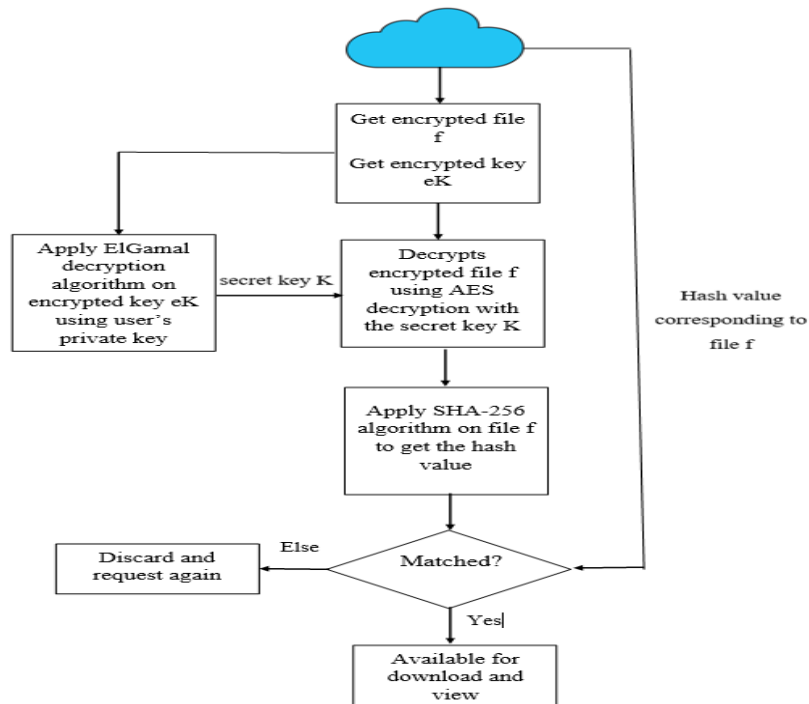 Get encrypted file
f
Get encrypted key
eK
Apply ElGamal
decryption
algorithm on
encrypted key eK
using user's
private key
secret key K
Decrypts
encrypted file f
using AES
decryption with
the secret key K
Hash value
corresponding to
file f
Apply SHA-256
algorithm on file f
to get the hash
value
Matched?
Else
Discard and
request again
Yes
Available for
download and
view